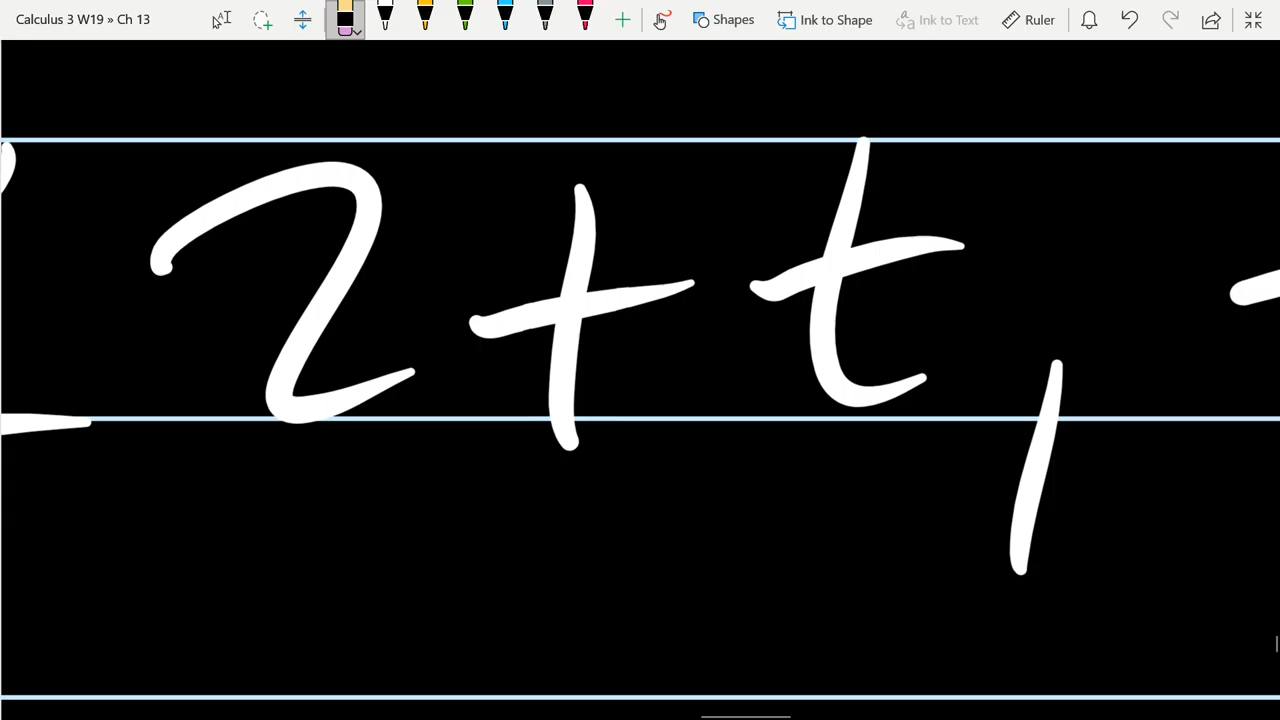 Calculus 3 W19 » Ch 13 Shapes Ink to Shape Ink to Text Ruler
2+t,